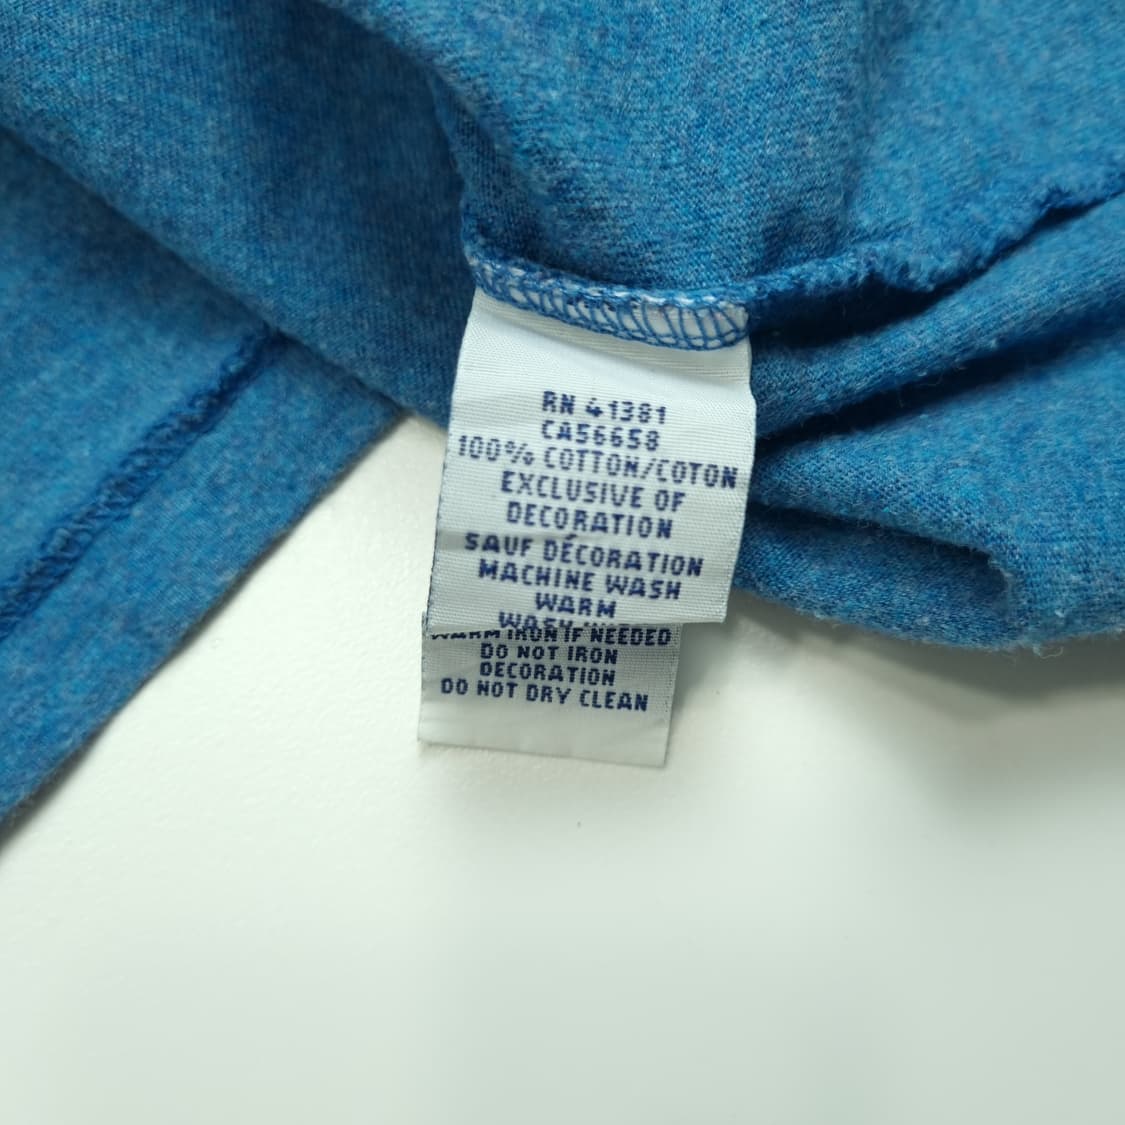 RN 41381
CA56658
100% COTTON/COTON
EXCLUSIVE OF
DECORATION
SAUF DÉCORATION
MACHINE WASH
WARM
WASH
WARM IRON IF NEEDED
DO NOT IRON
DECORATION
DO NOT DRY CLEAN